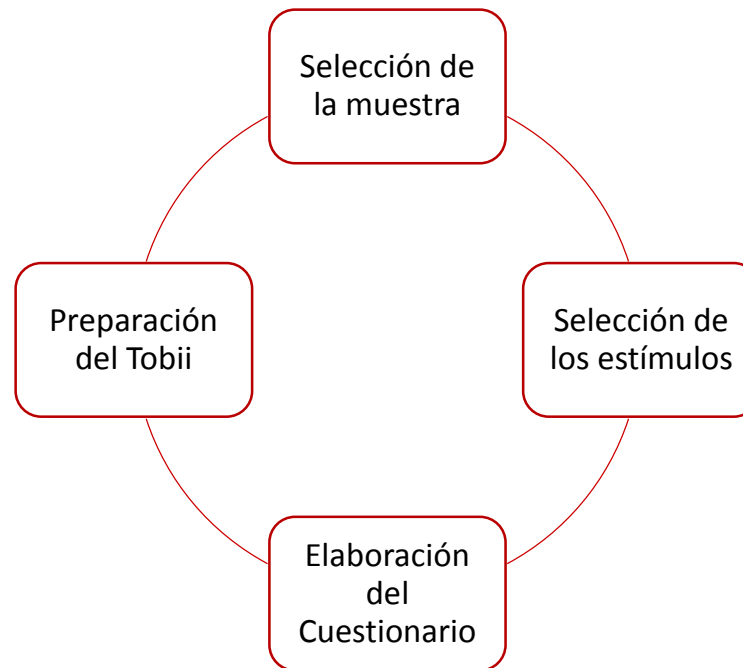 Selección de
la muestra
Selección de
los estímulos
Elaboración
del
Cuestionario
Preparación
del Tobii